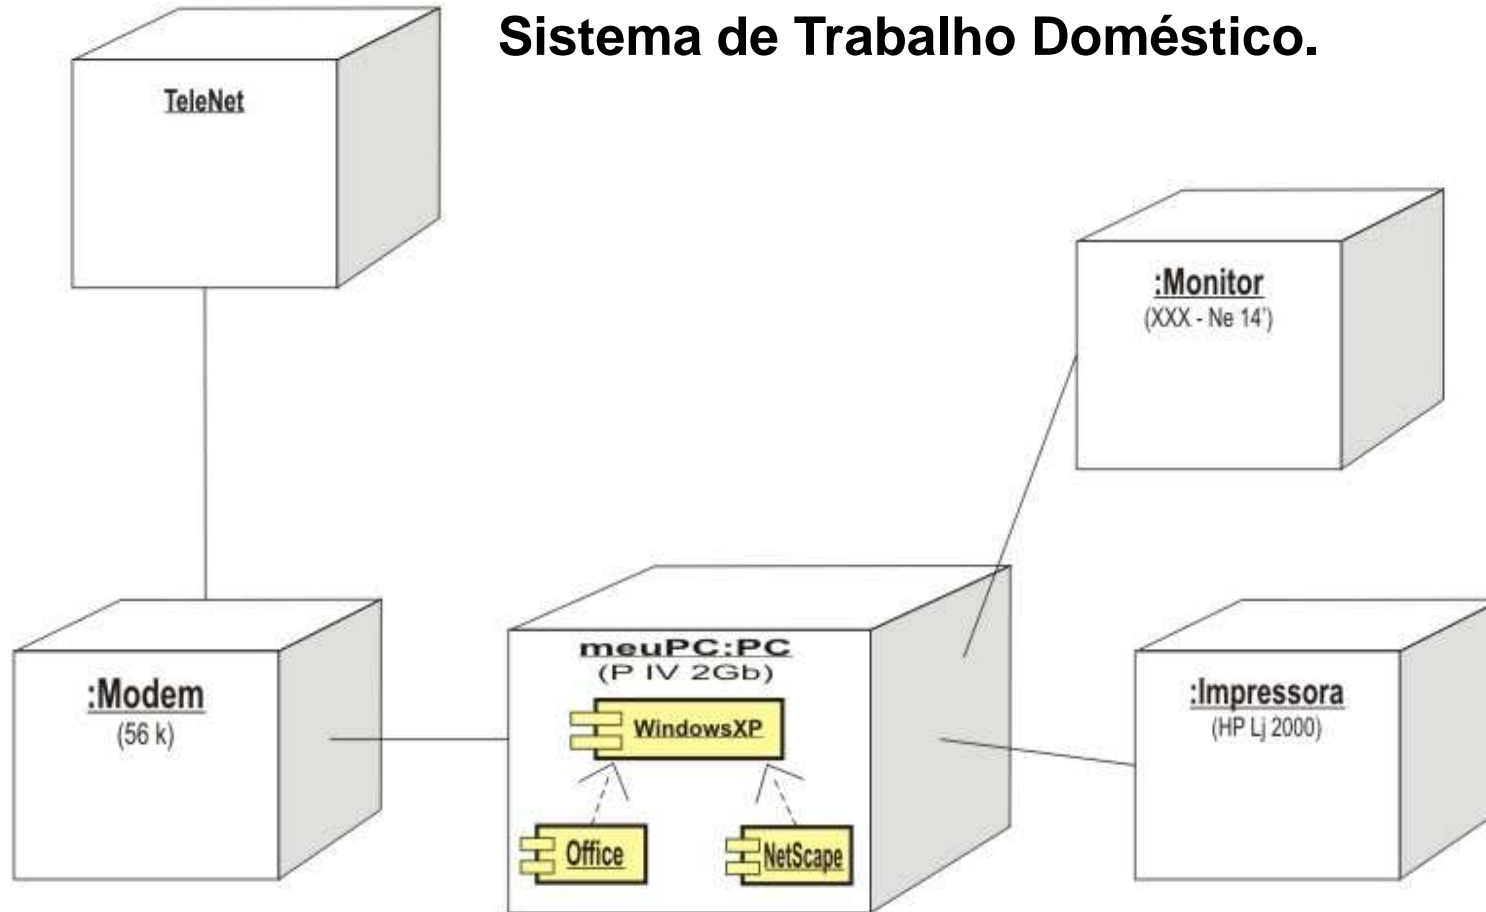 Sistema de Trabalho Doméstico.
TeleNet
:Monitor
(XXX - Ne 14')
:Modem
(56 k)
meuPC:PC
(P IV 2Gb)
WindowsXP
Office
NetScape
:Impressora
(HP Lj 2000)